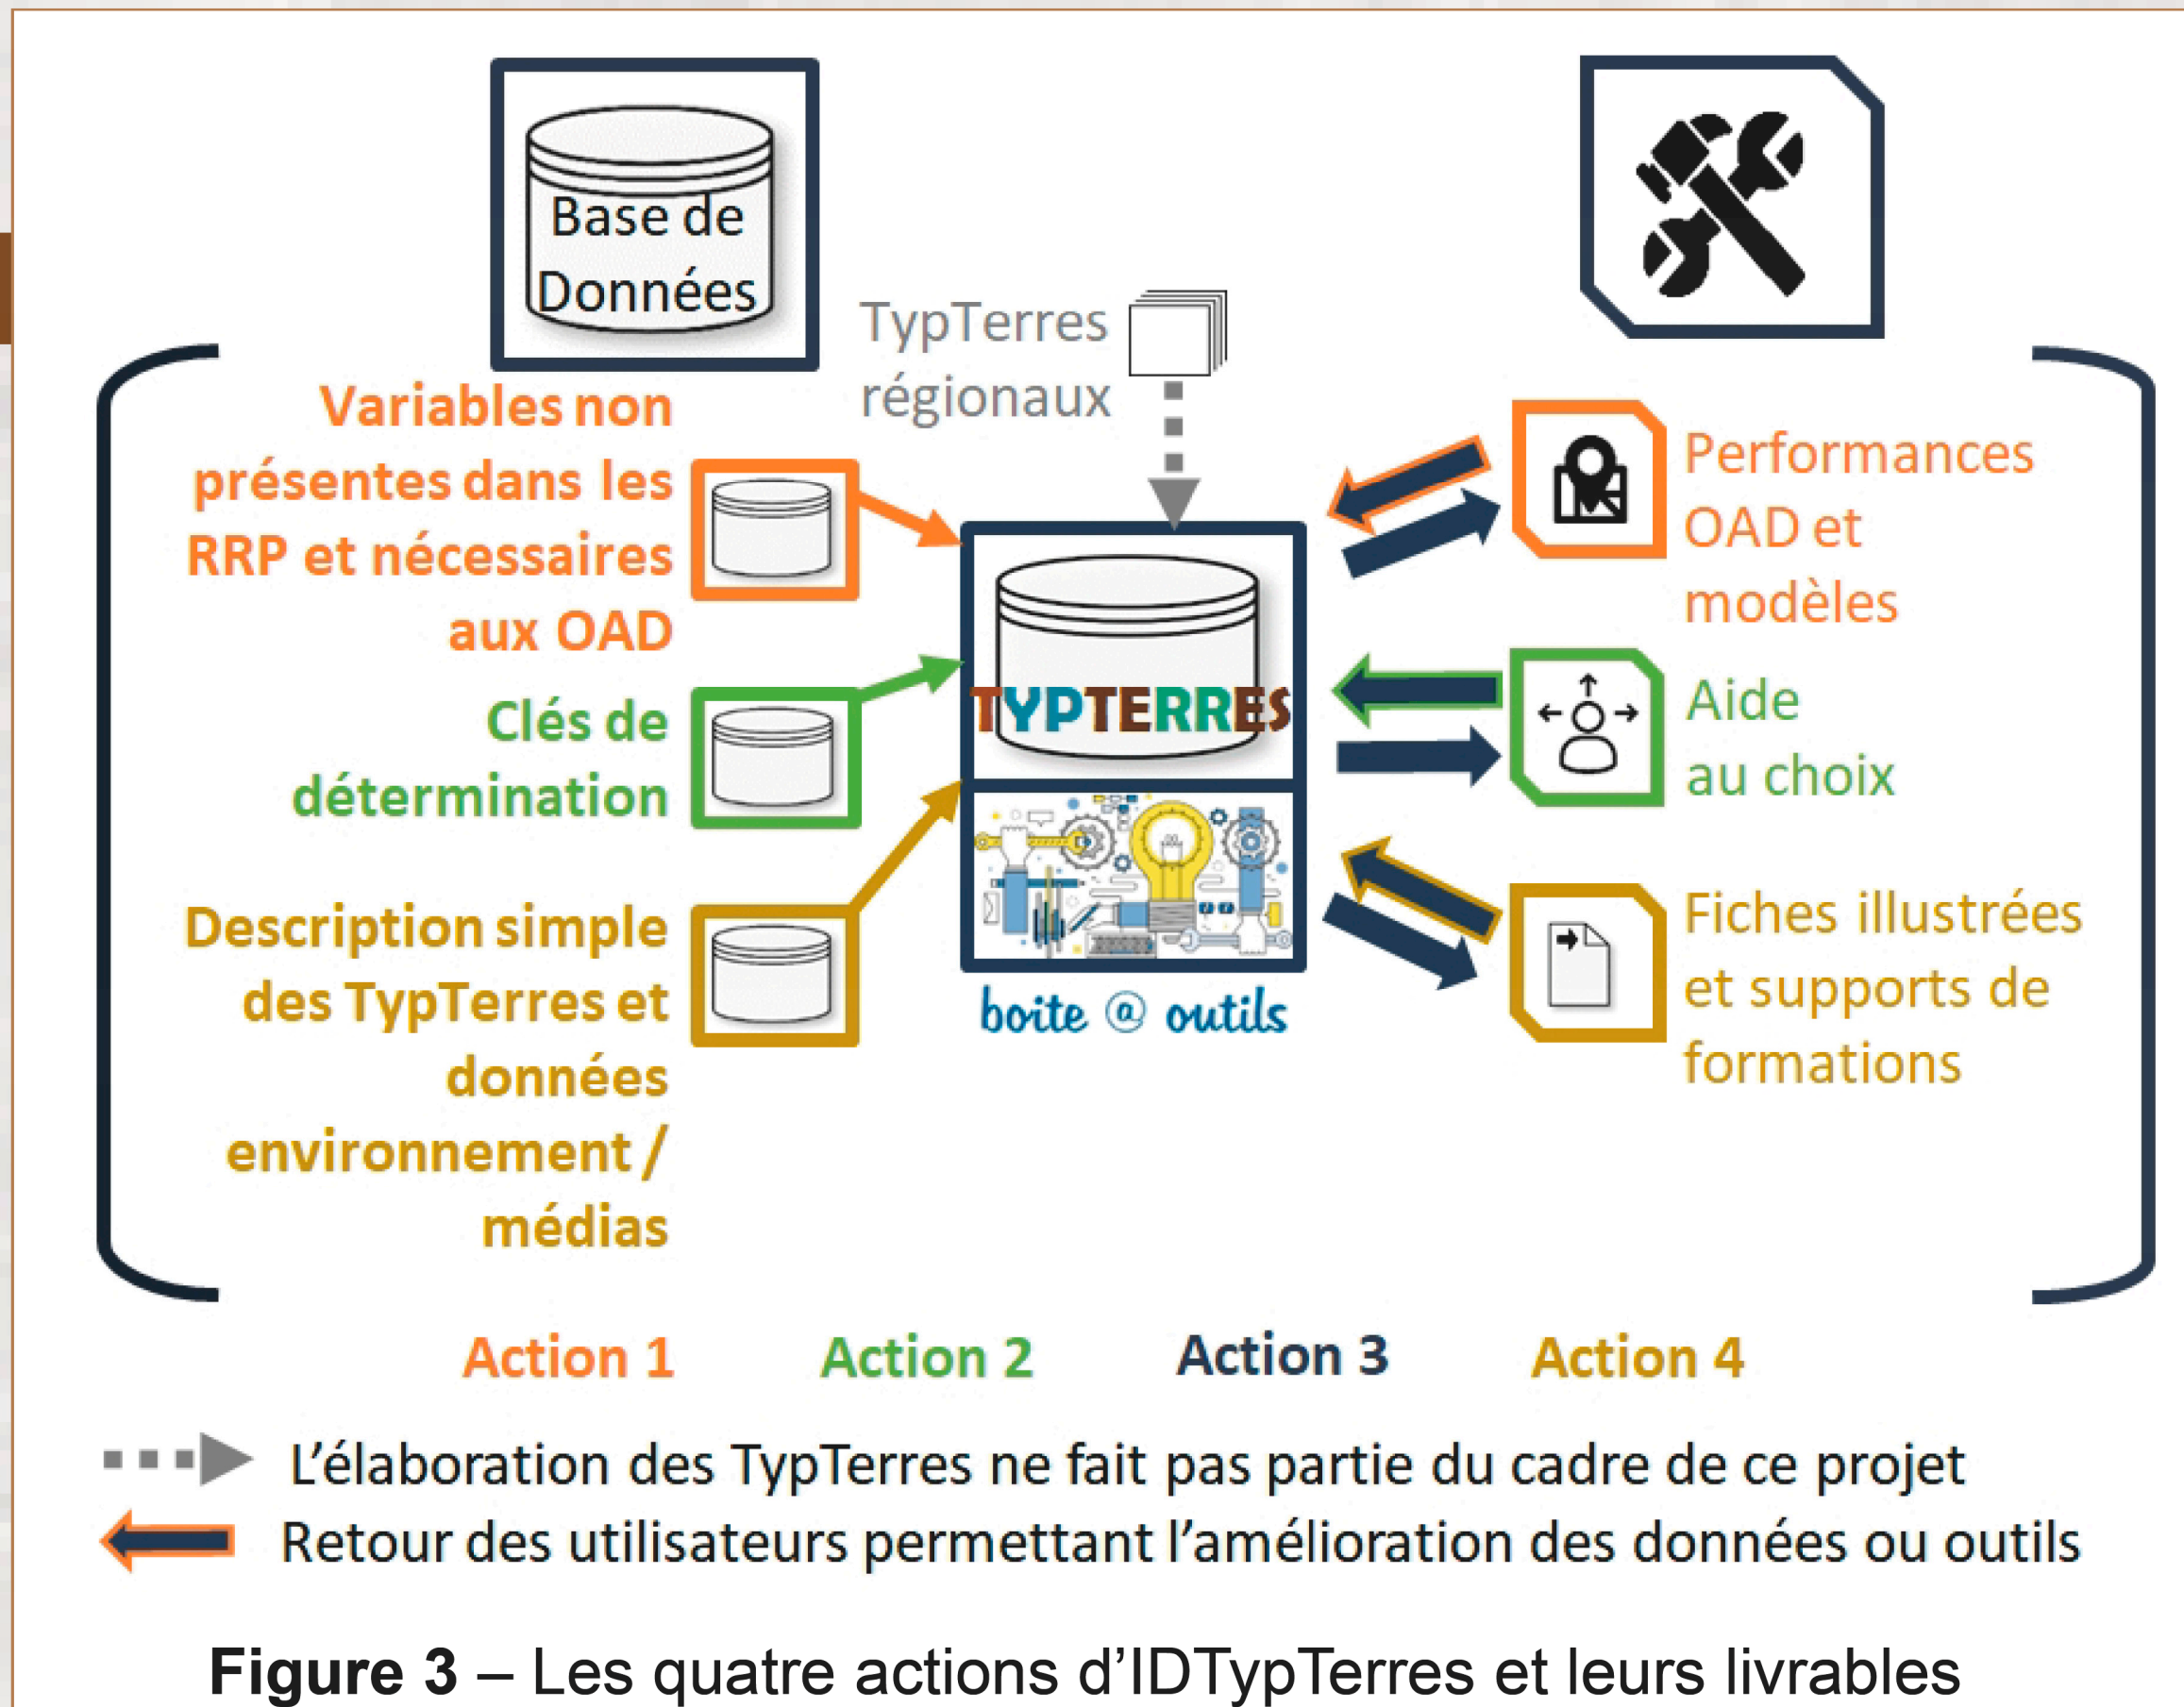 Base de
Données
TypTerres
régionaux
Variables non
présentes dans les
RRP et nécessaires
aux OAD
Clés de
détermination
Description simple
des TypTerres et
données
environnement /
médias
TYPTERRES
boite @ outils
Performances
OAD et
modèles
Aide
au choix
Fiches illustrées
et supports de
formations
Action 1 Action 2 Action 3 Action 4
L'élaboration des TypTerres ne fait pas partie du cadre de ce projet
Retour des utilisateurs permettant l'amélioration des données ou outils
Figure 3 – Les quatre actions d'IDTypTerres et leurs livrables